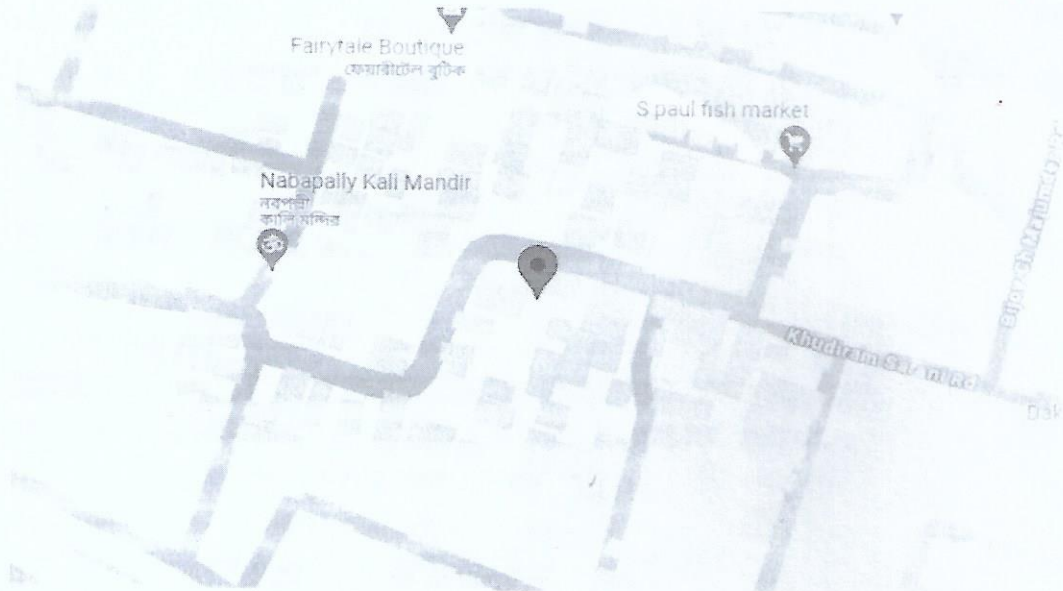 Fairytale Boutique
ফেয়ারীটেল বুটিক
S paul fish market
Nabapally Kali Mandir
নবপল্লী
কালি মন্দির
Khudiram Sarani Rd